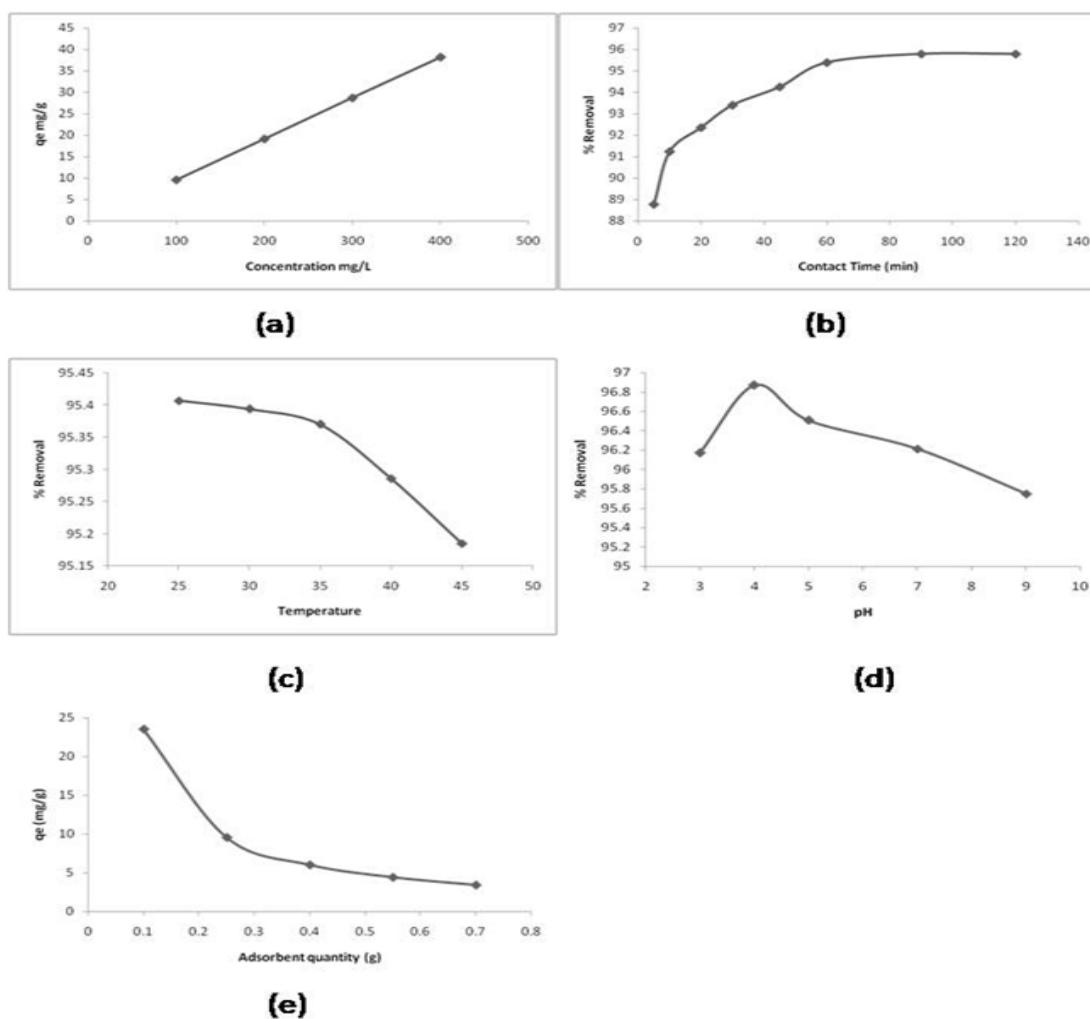 45
40
35
30
25
20
15
10
5
0
qe mg/g
0 100 200 300 400 500
Concentration mg/L
(a)
97
96
95
94
93
92
91
90
89
88
% Removal
0 20 40 60 80 100 120 140
Contact Time (min)
(b)
95.45
95.4
95.35
95.3
95.25
95.2
95.15
% Removal
20 25 30 35 40 45 50
Temperature
(c)
97
96.8
96.6
96.4
96.2
96
95.8
95.6
95.4
95.2
95
% Removal
2 3 4 5 6 7 8 9 10
pH
(d)
25
20
15
10
5
0
qe (mg/g)
0 0.1 0.2 0.3 0.4 0.5 0.6 0.7 0.8
Adsorbent quantity (g)
(e)